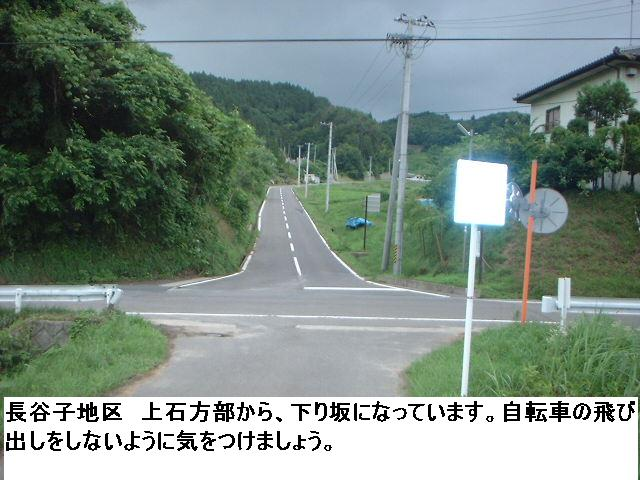 長谷子地区　上石方部から、下り坂になっています。自転車の飛び
出しをしないように気をつけましょう。